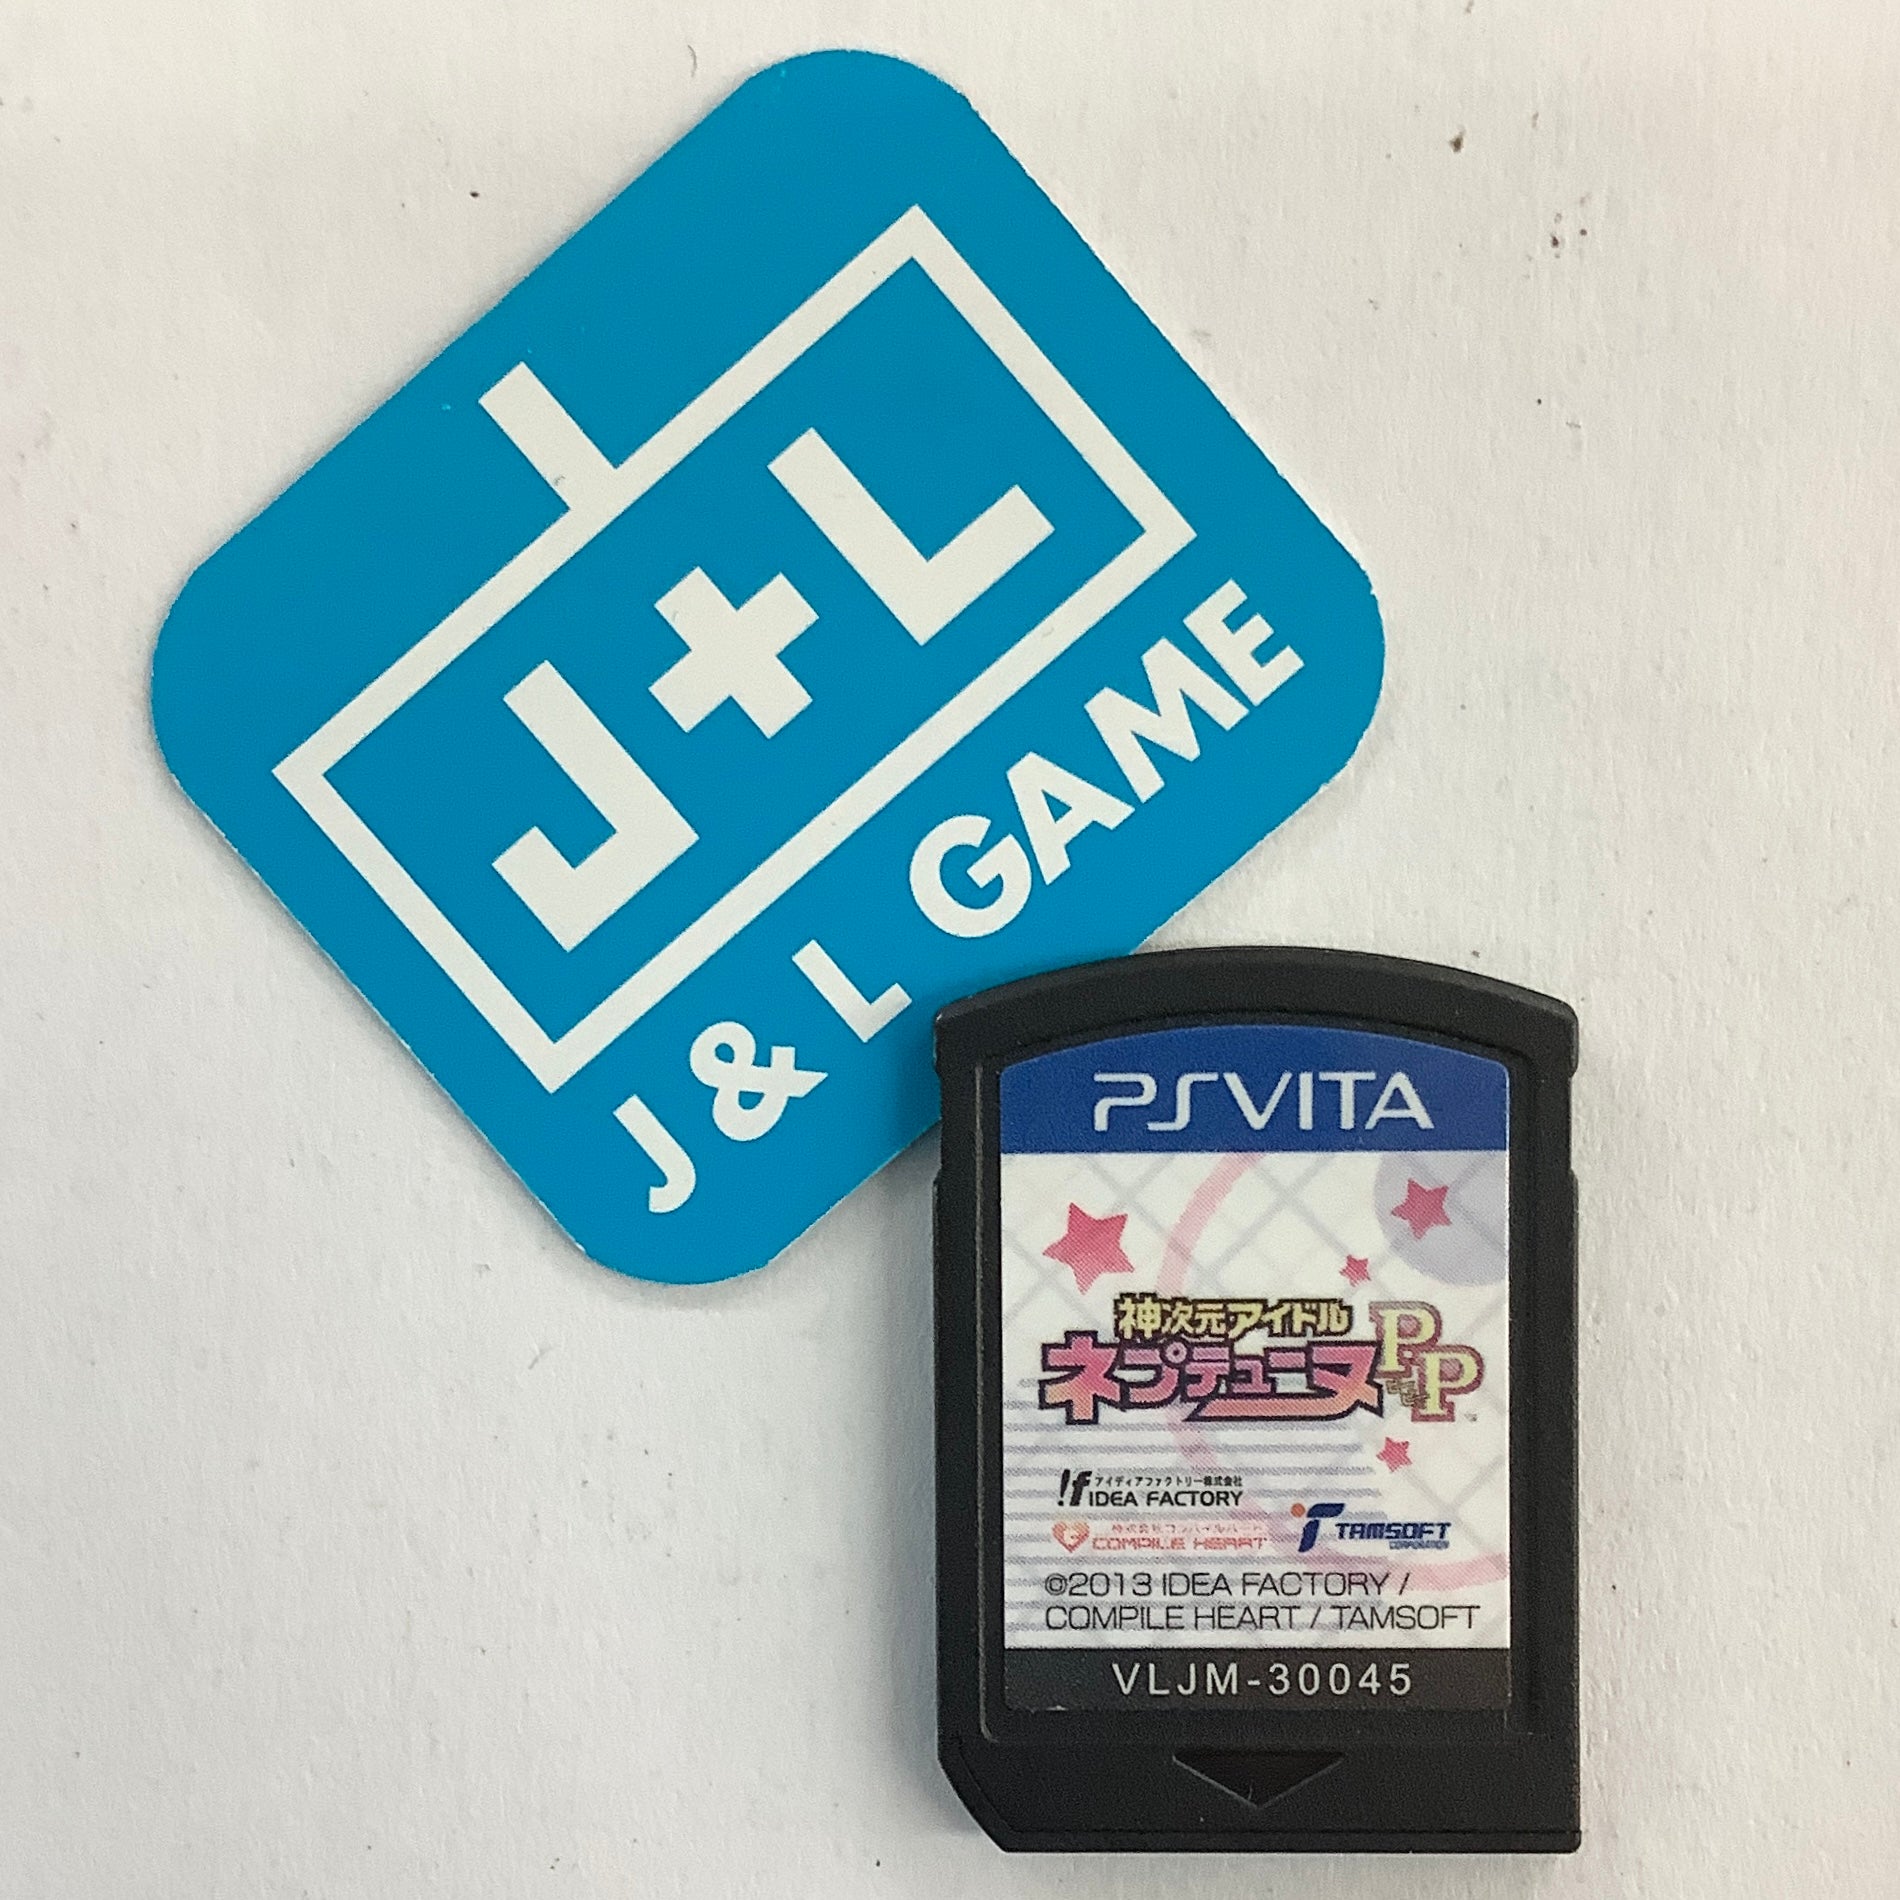 J+L
J & L GAME
PSVITA
神次元アイドル
ネプテューヌPP
!f アイディアファクトリー株式会社
IDEA FACTORY
株式会社コンパイルハート
COMPILE HEART
TAMSOFT
CORPORATION
©2013 IDEA FACTORY /
COMPILE HEART / TAMSOFT
VLJM-30045